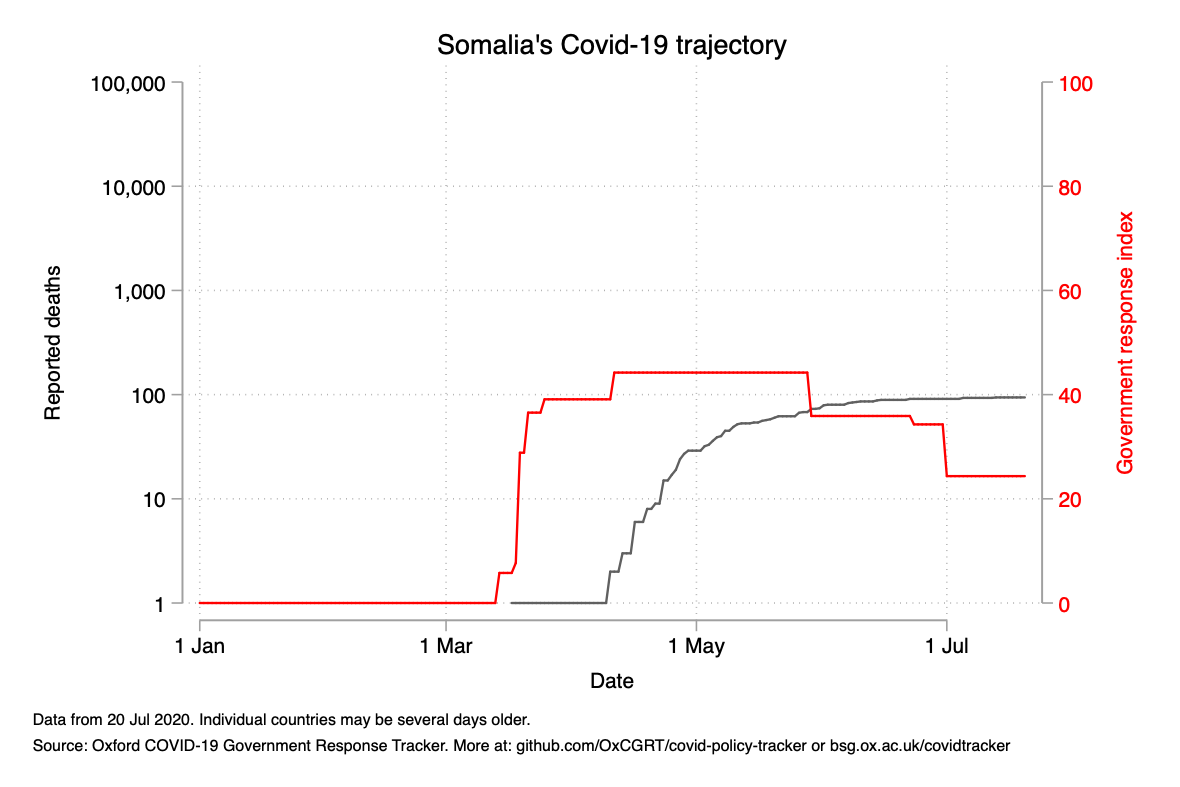 Somalia's Covid-19 trajectory
100,000
10,000
1,000
100
10
1
Reported deaths
100
80
60
40
20
0
Government response index
1 Jan
1 Mar
1 May
1 Jul
Date
Data from 20 Jul 2020. Individual countries may be several days older.
Source: Oxford COVID-19 Government Response Tracker. More at: github.com/OxCGRT/covid-policy-tracker or bsg.ox.ac.uk/covidtracker